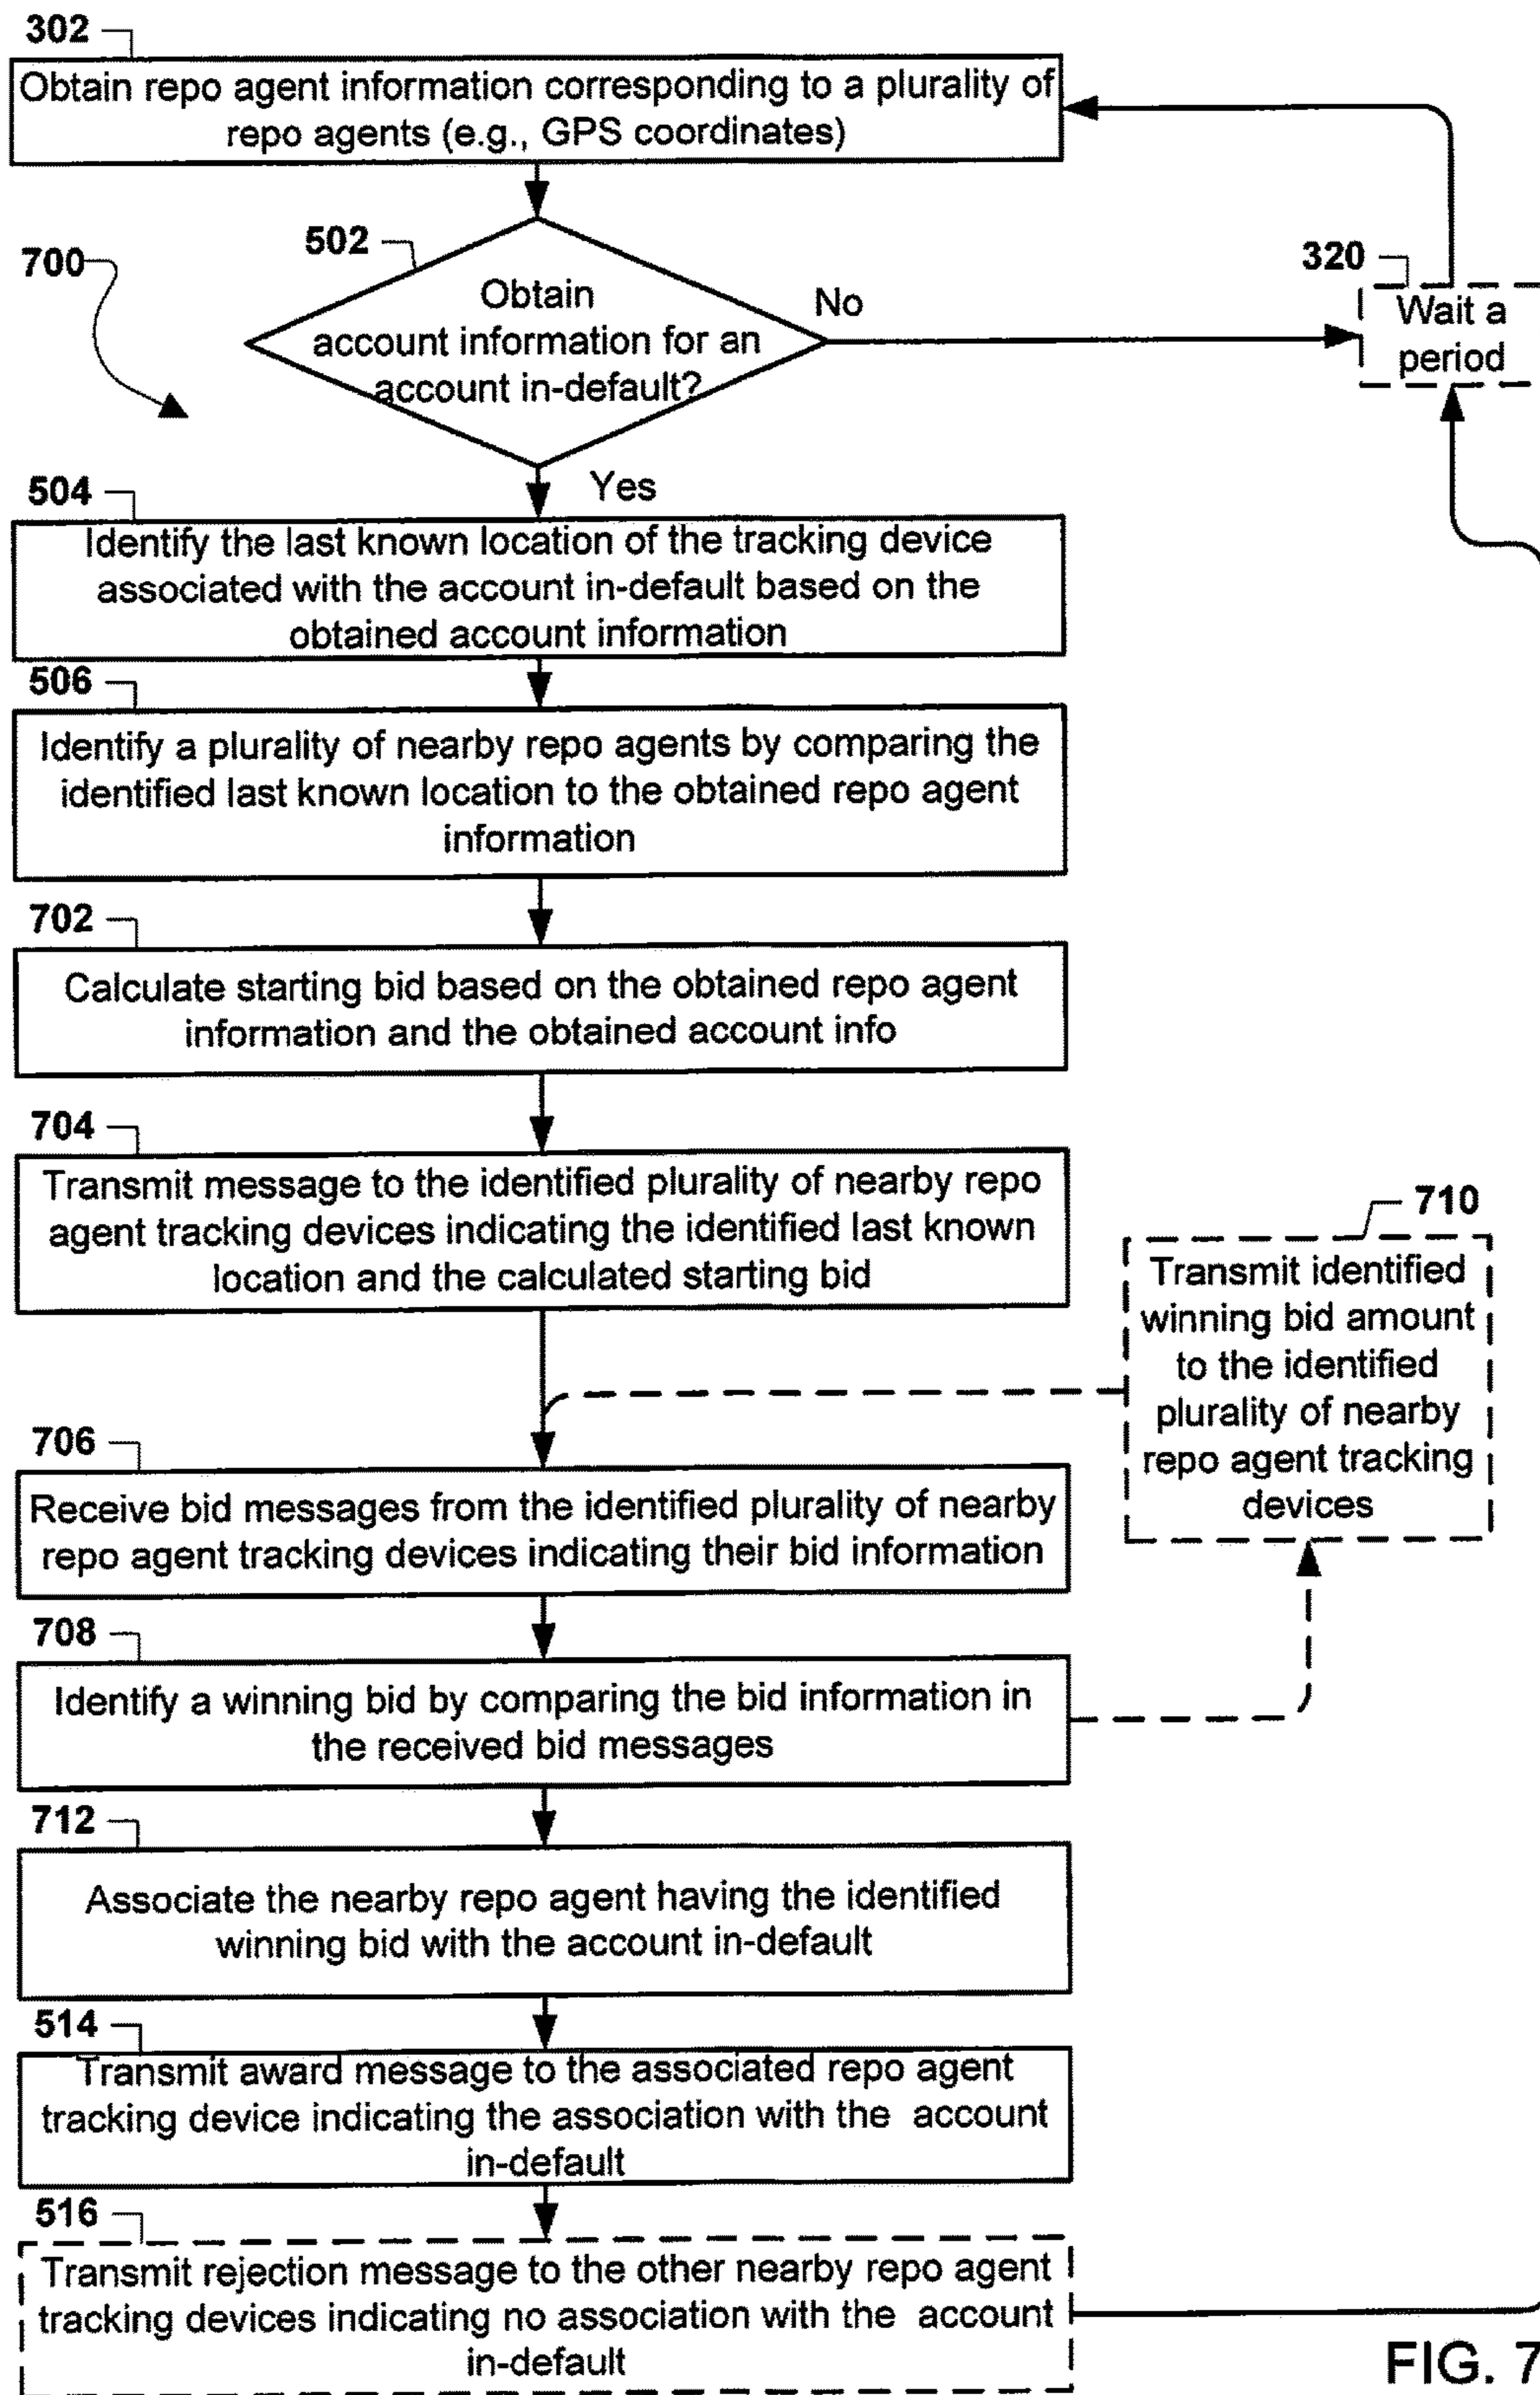 302
Obtain repo agent information corresponding to a plurality of
repo agents (e.g., GPS coordinates)
700
502
Obtain
account information for an
account in-default?
No
320
Wait a
period
Yes
504
Identify the last known location of the tracking device
associated with the account in-default based on the
obtained account information
506
Identify a plurality of nearby repo agents by comparing the
identified last known location to the obtained repo agent
information
702
Calculate starting bid based on the obtained repo agent
information and the obtained account info
704
Transmit message to the identified plurality of nearby repo
agent tracking devices indicating the identified last known
location and the calculated starting bid
710
Transmit identified
winning bid amount
to the identified
plurality of nearby
repo agent tracking
devices
706
Receive bid messages from the identified plurality of nearby
repo agent tracking devices indicating their bid information
708
Identify a winning bid by comparing the bid information in
the received bid messages
712
Associate the nearby repo agent having the identified
winning bid with the account in-default
514
Transmit award message to the associated repo agent
tracking device indicating the association with the account
in-default
516
Transmit rejection message to the other nearby repo agent
tracking devices indicating no association with the account
in-default
FIG. 7